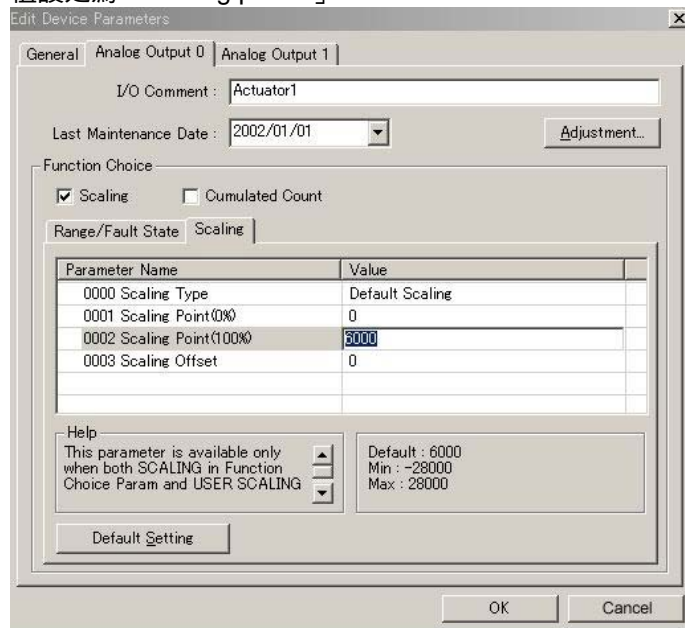 Edit Device Parameters
General Analog Output 0 Analog Output 1
I/O Comment : Actuator1
Last Maintenance Date : 2002/01/01 Adjustment...
Function Choice
Scaling Cumulated Count
Range/Fault State Scaling
Parameter Name Value
0000 Scaling Type Default Scaling
0001 Scaling Point(0%) 0
0002 Scaling Point(100%) 6000
0003 Scaling Offset 0
Help
This parameter is available only
when both SCALING in Function
Choice Param and USER SCALING
Default : 6000
Min : -28000
Max : 28000
Default Setting
OK Cancel